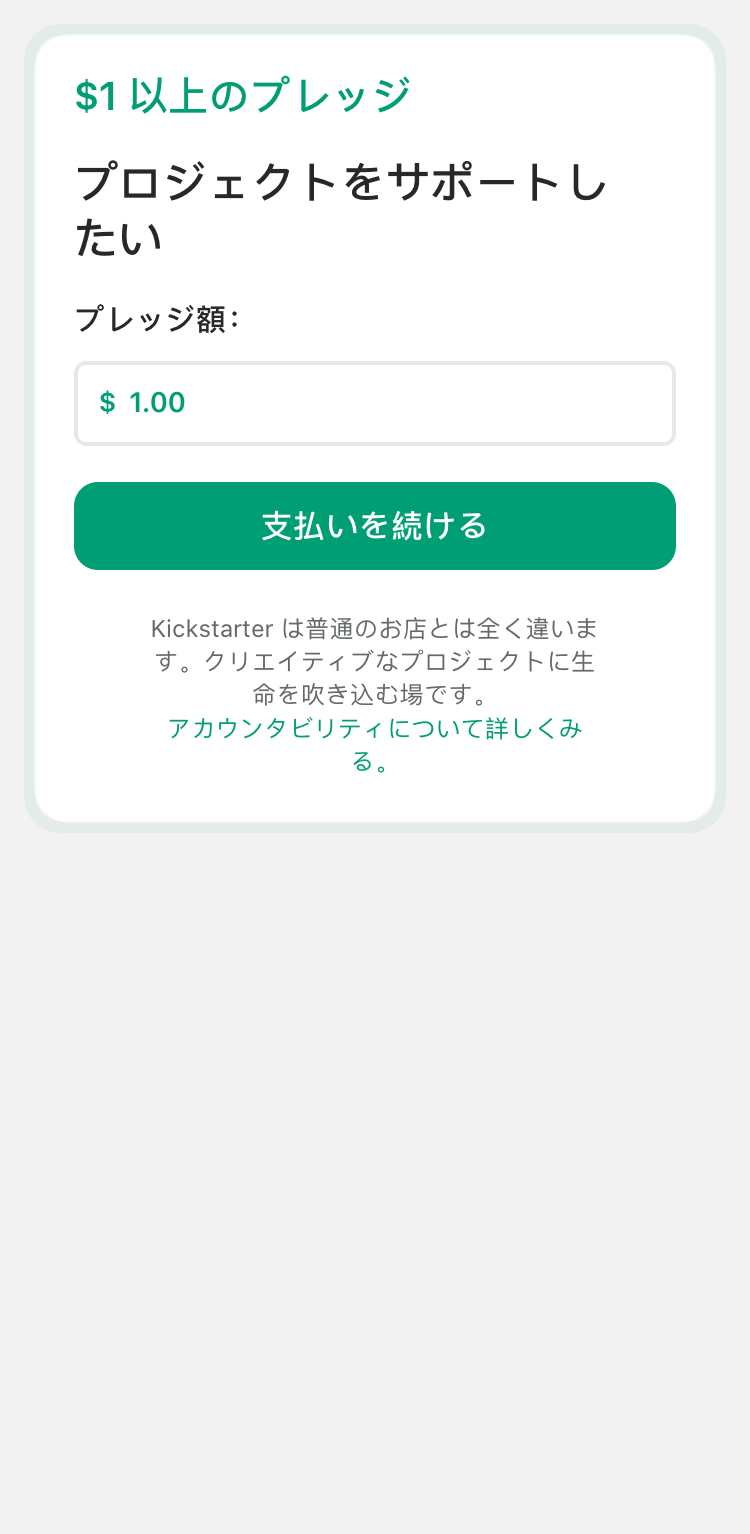 $1 以上のプレッジ
プロジェクトをサポートし
たい
プレッジ額:
$ 1.00
支払いを続ける
Kickstarter は普通のお店とは全く違いま
す。クリエイティブなプロジェクトに生
命を吹き込む場です。
アカウンタビリティについて詳しくみ
る。